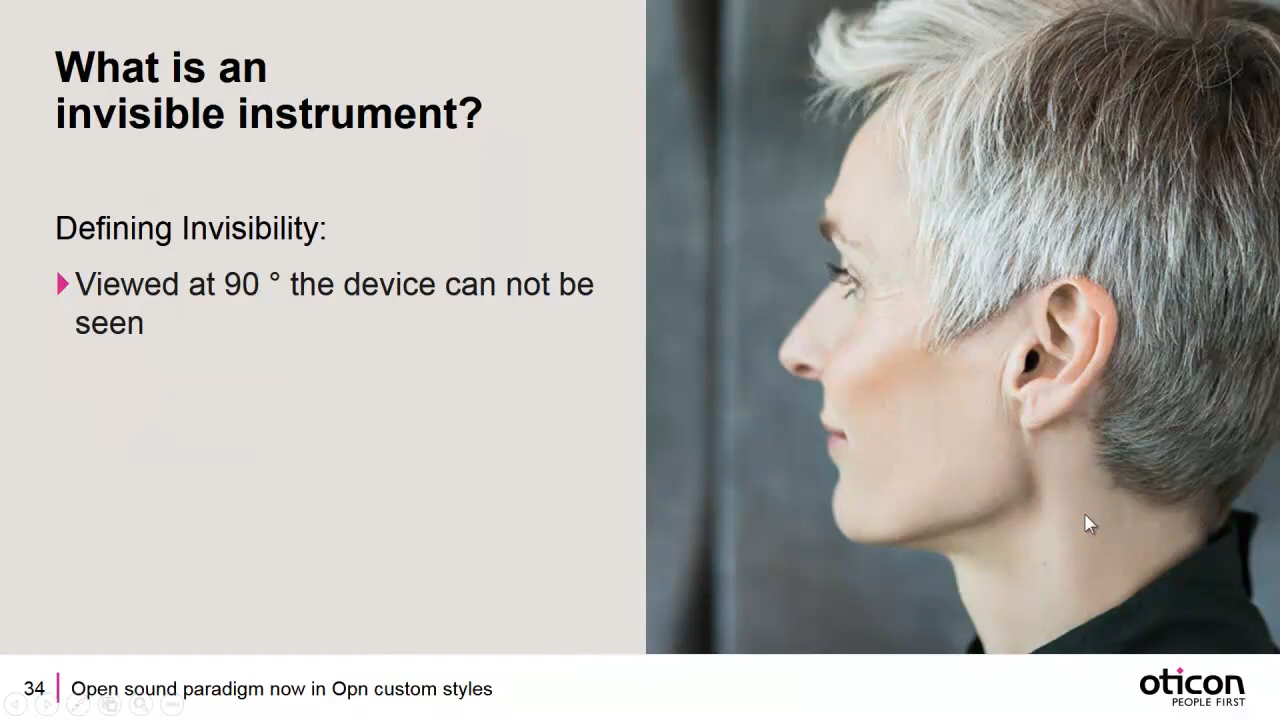 What is an
invisible instrument?
Defining Invisibility:
Viewed at 90 ° the device can not be
seen
34
Open sound paradigm now in Opn custom styles
oticon
PEOPLE FIRST